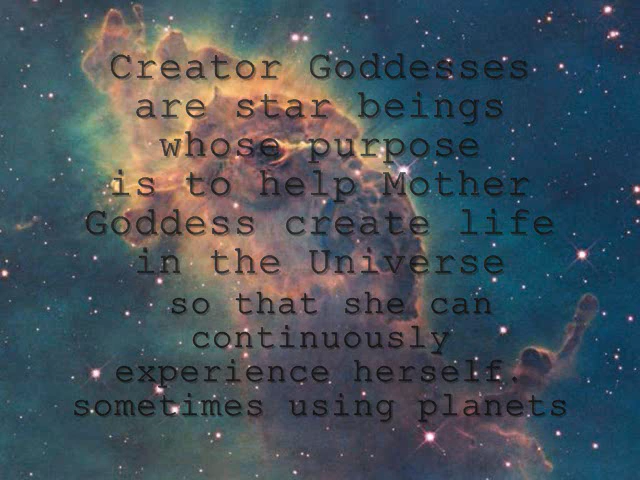 Creator Goddesses
are star beings
whose purpose
is to help Mother
Goddess create life
in the Universe
so that she can
continuously
experience herself.
sometimes using planets